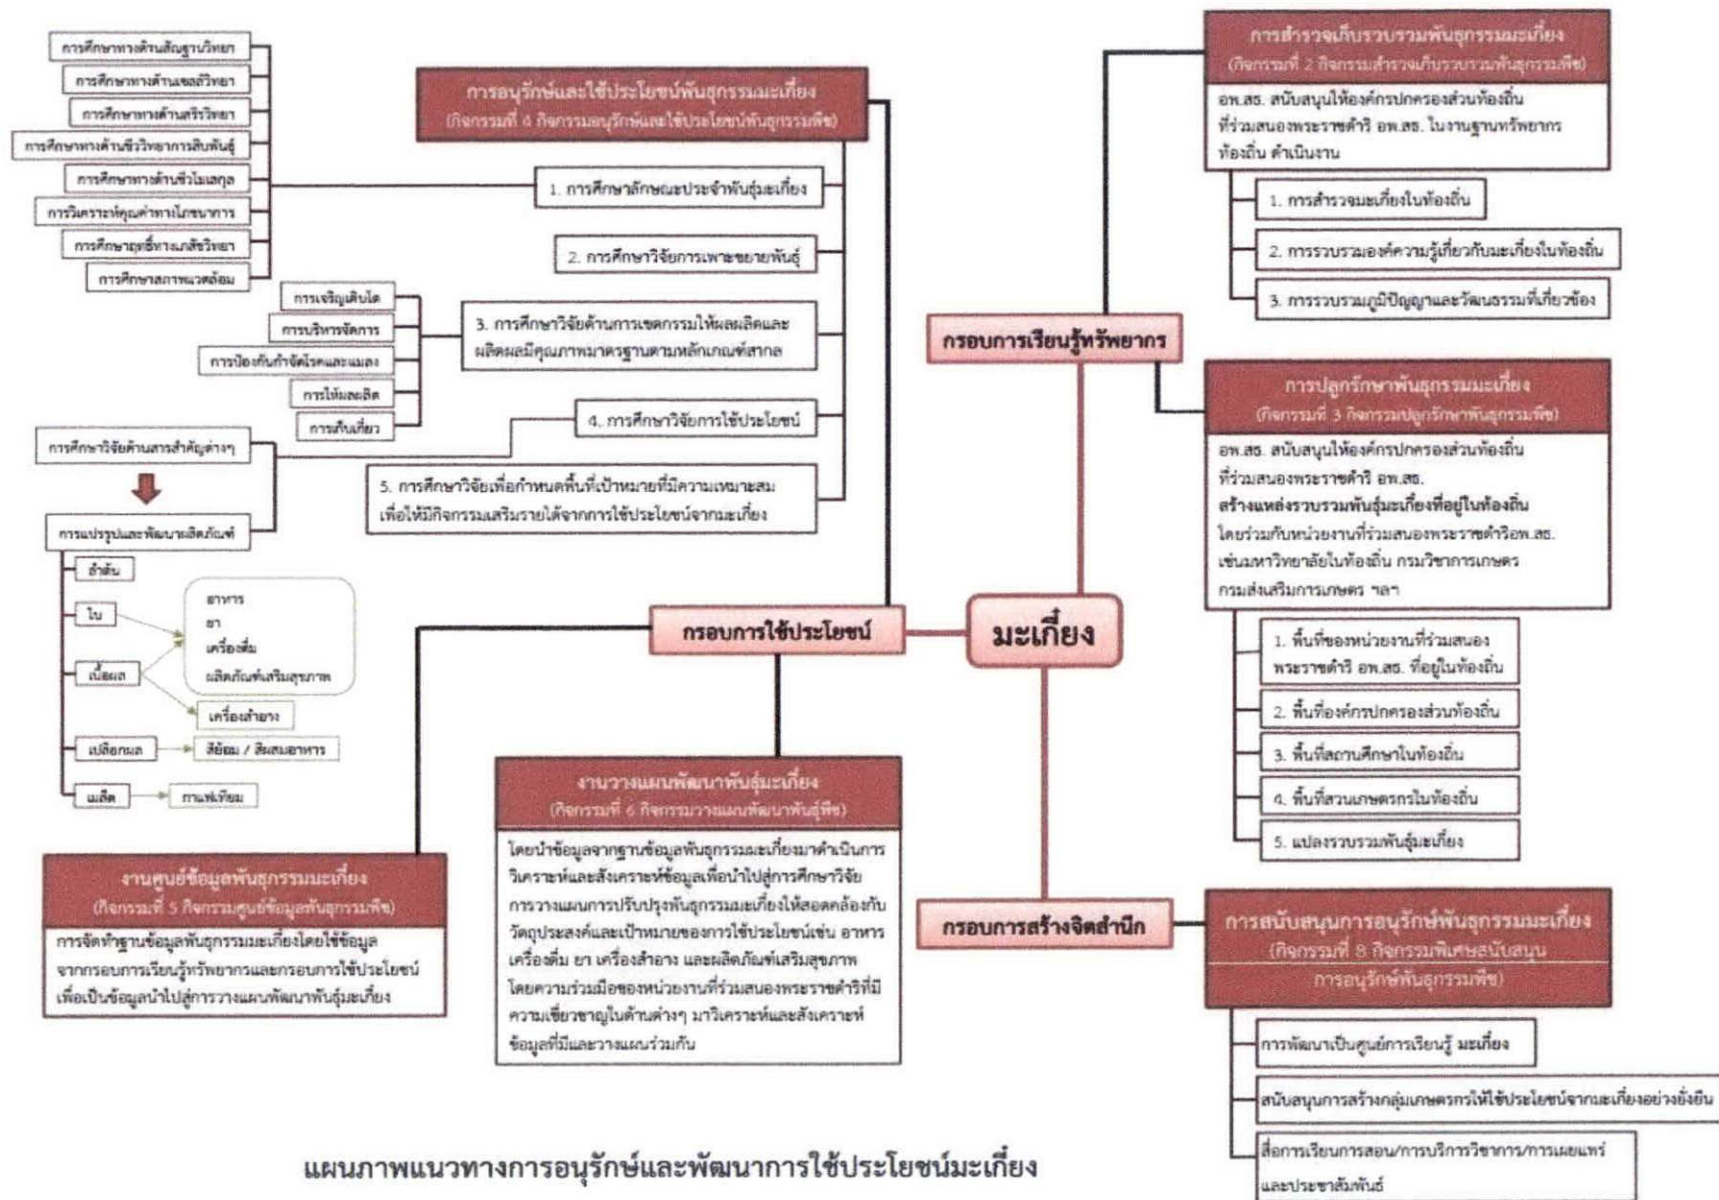 การศึกษาทางด้านสัณฐานวิทยา
การศึกษาทางด้านเซลล์วิทยา
การศึกษาทางด้านสรีรวิทยา
การศึกษาทางด้านชีววิทยาการสืบพันธุ์
การศึกษาทางด้านชีวโมเลกุล
การวิเคราะห์คุณค่าทางโภชนาการ
การศึกษาฤทธิ์ทางเภสัชวิทยา
การศึกษาสภาพแวดล้อม
การอนุรักษ์และใช้ประโยชน์พันธุกรรมมะเกี๋ยง
(กิจกรรมที่ 4 กิจกรรมอนุรักษ์และใช้ประโยชน์พันธุกรรมพืช)
1. การศึกษาลักษณะประจำพันธุ์มะเกี๋ยง
2. การศึกษาวิจัยการเพาะขยายพันธุ์
3. การศึกษาวิจัยด้านการเขตกรรมให้ผลผลิตและ
ผลิตผลมีคุณภาพมาตรฐานตามหลักเกณฑ์สากล
การเจริญเติบโต
การบริหารจัดการ
การป้องกันกำจัดโรคและแมลง
การให้ผลผลิต
การเก็บเกี่ยว
4. การศึกษาวิจัยการใช้ประโยชน์
5. การศึกษาวิจัยเพื่อกำหนดพื้นที่เป้าหมายที่มีความเหมาะสม
เพื่อให้มีกิจกรรมเสริมรายได้จากการใช้ประโยชน์จากมะเกี๋ยง
การศึกษาวิจัยด้านสารสำคัญต่างๆ
การแปรรูปและพัฒนาผลิตภัณฑ์
ลำต้น
ใบ
เนื้อผล
เปลือกผล
เมล็ด
อาหาร
ยา
เครื่องดื่ม
ผลิตภัณฑ์เสริมสุขภาพ
เครื่องสำอาง
สีย้อม / สีผสมอาหาร
กาแฟเทียม
กรอบการใช้ประโยชน์
มะเกี๋ยง
งานศูนย์ข้อมูลพันธุกรรมมะเกี๋ยง
(กิจกรรมที่ 5 กิจกรรมศูนย์ข้อมูลพันธุกรรมพืช)
การจัดทำฐานข้อมูลพันธุกรรมมะเกี๋ยงโดยใช้ข้อมูล
จากกรอบการเรียนรู้ทรัพยากรและกรอบการใช้ประโยชน์
เพื่อเป็นข้อมูลนำไปสู่การวางแผนพัฒนาพันธุ์มะเกี๋ยง
งานวางแผนพัฒนาพันธุ์มะเกี๋ยง
(กิจกรรมที่ 6 กิจกรรมวางแผนพัฒนาพันธุ์พืช)
โดยนำข้อมูลจากฐานข้อมูลพันธุกรรมมะเกี๋ยงมาดำเนินการ
วิเคราะห์และสังเคราะห์ข้อมูลเพื่อนำไปสู่การศึกษาวิจัย
การวางแผนการปรับปรุงพันธุกรรมมะเกี๋ยงให้สอดคล้องกับ
วัตถุประสงค์และเป้าหมายของการใช้ประโยชน์เช่น อาหาร
เครื่องดื่ม ยา เครื่องสำอาง และผลิตภัณฑ์เสริมสุขภาพ
โดยความร่วมมือของหน่วยงานที่ร่วมสนองพระราชดำริที่มี
ความเชี่ยวชาญในด้านต่างๆ มาวิเคราะห์และสังเคราะห์
ข้อมูลที่มีและวางแผนร่วมกัน
กรอบการเรียนรู้ทรัพยากร
การสำรวจเก็บรวบรวมพันธุกรรมมะเกี๋ยง
(กิจกรรมที่ 2 กิจกรรมสำรวจเก็บรวบรวมพันธุกรรมพืช)
อพ.สธ. สนับสนุนให้องค์กรปกครองส่วนท้องถิ่น
ที่ร่วมสนองพระราชดำริ อพ.สธ. ในงานฐานทรัพยากร
ท้องถิ่น ดำเนินงาน
1. การสำรวจมะเกี๋ยงในท้องถิ่น
2. การรวบรวมองค์ความรู้เกี่ยวกับมะเกี๋ยงในท้องถิ่น
3. การรวบรวมภูมิปัญญาและวัฒนธรรมที่เกี่ยวข้อง
การปลูกรักษาพันธุกรรมมะเกี๋ยง
(กิจกรรมที่ 3 กิจกรรมปลูกรักษาพันธุกรรมพืช)
อพ.สธ. สนับสนุนให้องค์กรปกครองส่วนท้องถิ่น
ที่ร่วมสนองพระราชดำริ อพ.สธ.
สร้างแหล่งรวบรวมพันธุ์มะเกี๋ยงที่อยู่ในท้องถิ่น
โดยร่วมกับหน่วยงานที่ร่วมสนองพระราชดำริอพ.สธ.
เช่นมหาวิทยาลัยในท้องถิ่น กรมวิชาการเกษตร
กรมส่งเสริมการเกษตร ฯลฯ
1. พื้นที่ของหน่วยงานที่ร่วมสนอง
พระราชดำริ อพ.สธ. ที่อยู่ในท้องถิ่น
2. พื้นที่องค์กรปกครองส่วนท้องถิ่น
3. พื้นที่สถานศึกษาในท้องถิ่น
4. พื้นที่สวนเกษตรกรในท้องถิ่น
5. แปลงรวบรวมพันธุ์มะเกี๋ยง
กรอบการสร้างจิตสำนึก
การสนับสนุนการอนุรักษ์พันธุกรรมมะเกี๋ยง
(กิจกรรมที่ 8 กิจกรรมพิเศษสนับสนุน
การอนุรักษ์พันธุกรรมพืช)
การพัฒนาเป็นศูนย์การเรียนรู้ มะเกี๋ยง
สนับสนุนการสร้างกลุ่มเกษตรกรให้ใช้ประโยชน์จากมะเกี๋ยงอย่างยั่งยืน
สื่อการเรียนการสอน/การบริการวิชาการ/การเผยแพร่
และประชาสัมพันธ์
แผนภาพแนวทางการอนุรักษ์และพัฒนาการใช้ประโยชน์มะเกี๋ยง